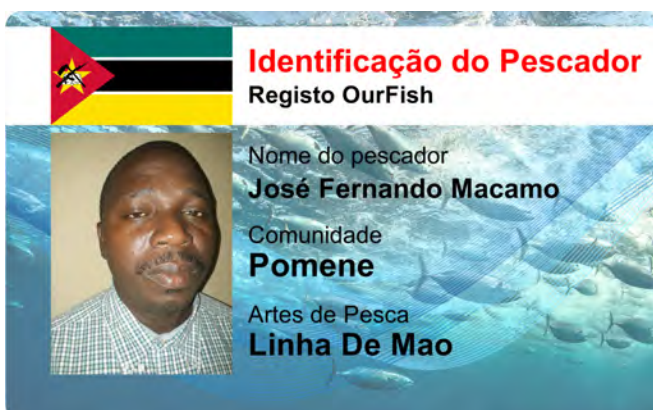 Identificação do Pescador
Registo OurFish
Nome do pescador
José Fernando Macamo
Comunidade
Pomene
Artes de Pesca
Linha De Mao